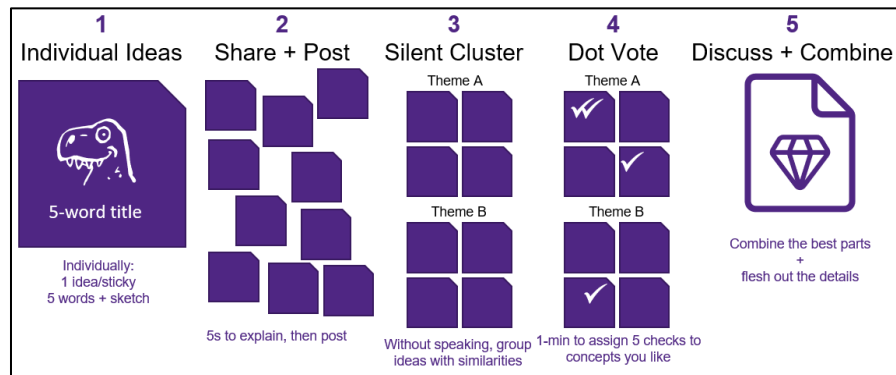 1
Individual Ideas
5-word title
Individually:
1 idea/sticky
5 words + sketch
2
Share + Post
5s to explain, then post
3
Silent Cluster
Theme A
Theme B
Without speaking, group
ideas with similarities
4
Dot Vote
Theme A
Theme B
1-min to assign 5 checks to
concepts you like
5
Discuss + Combine
Combine the best parts
+
flesh out the details